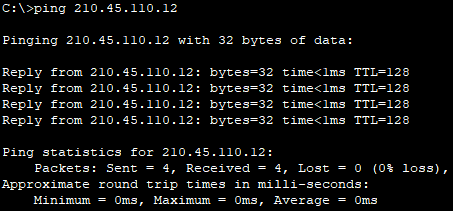 C:\>ping 210.45.110.12
Pinging 210.45.110.12 with 32 bytes of data:
Reply from 210.45.110.12: bytes=32 time<1ms TTL=128
Reply from 210.45.110.12: bytes=32 time<1ms TTL=128
Reply from 210.45.110.12: bytes=32 time<1ms TTL=128
Reply from 210.45.110.12: bytes=32 time<1ms TTL=128
Ping statistics for 210.45.110.12:
    Packets: Sent = 4, Received = 4, Lost = 0 (0% loss),
Approximate round trip times in milli-seconds:
    Minimum = 0ms, Maximum = 0ms, Average = 0ms